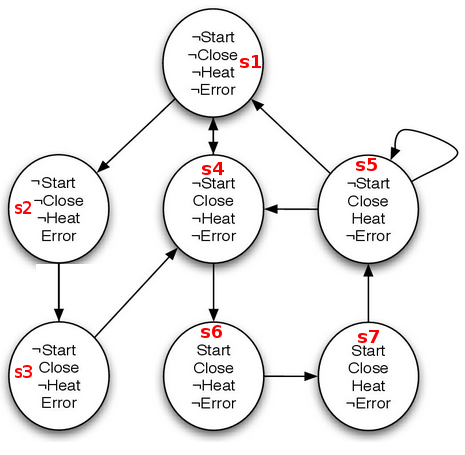 ¬Start
¬Close
¬Heat
¬Error
s1
s2
¬Start
¬Close
¬Heat
Error
s4
¬Start
Close
¬Heat
¬Error
s5
¬Start
Close
Heat
¬Error
s3
¬Start
Close
¬Heat
Error
s6
Start
Close
¬Heat
¬Error
s7
Start
Close
Heat
¬Error